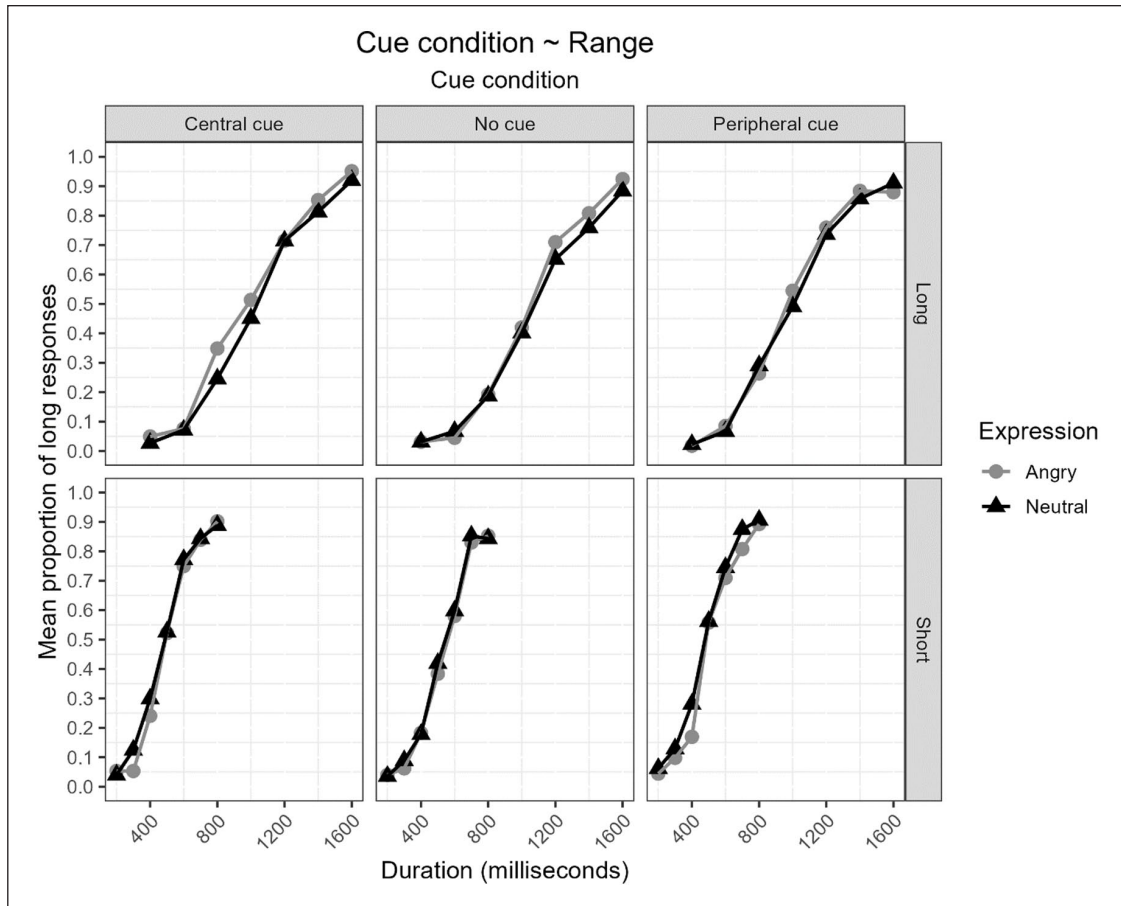 Cue condition ~ Range
Cue condition
Central cue
No cue
Peripheral cue
Mean proportion of long responses
1.0
0.9
0.8
0.7
0.6
0.5
0.4
0.3
0.2
0.1
0.0
Long
1.0
0.9
0.8
0.7
0.6
0.5
0.4
0.3
0.2
0.1
0.0
Short
400
800
1200
1600
400
800
1200
1600
400
800
1200
1600
Duration (milliseconds)
Expression
Angry
Neutral